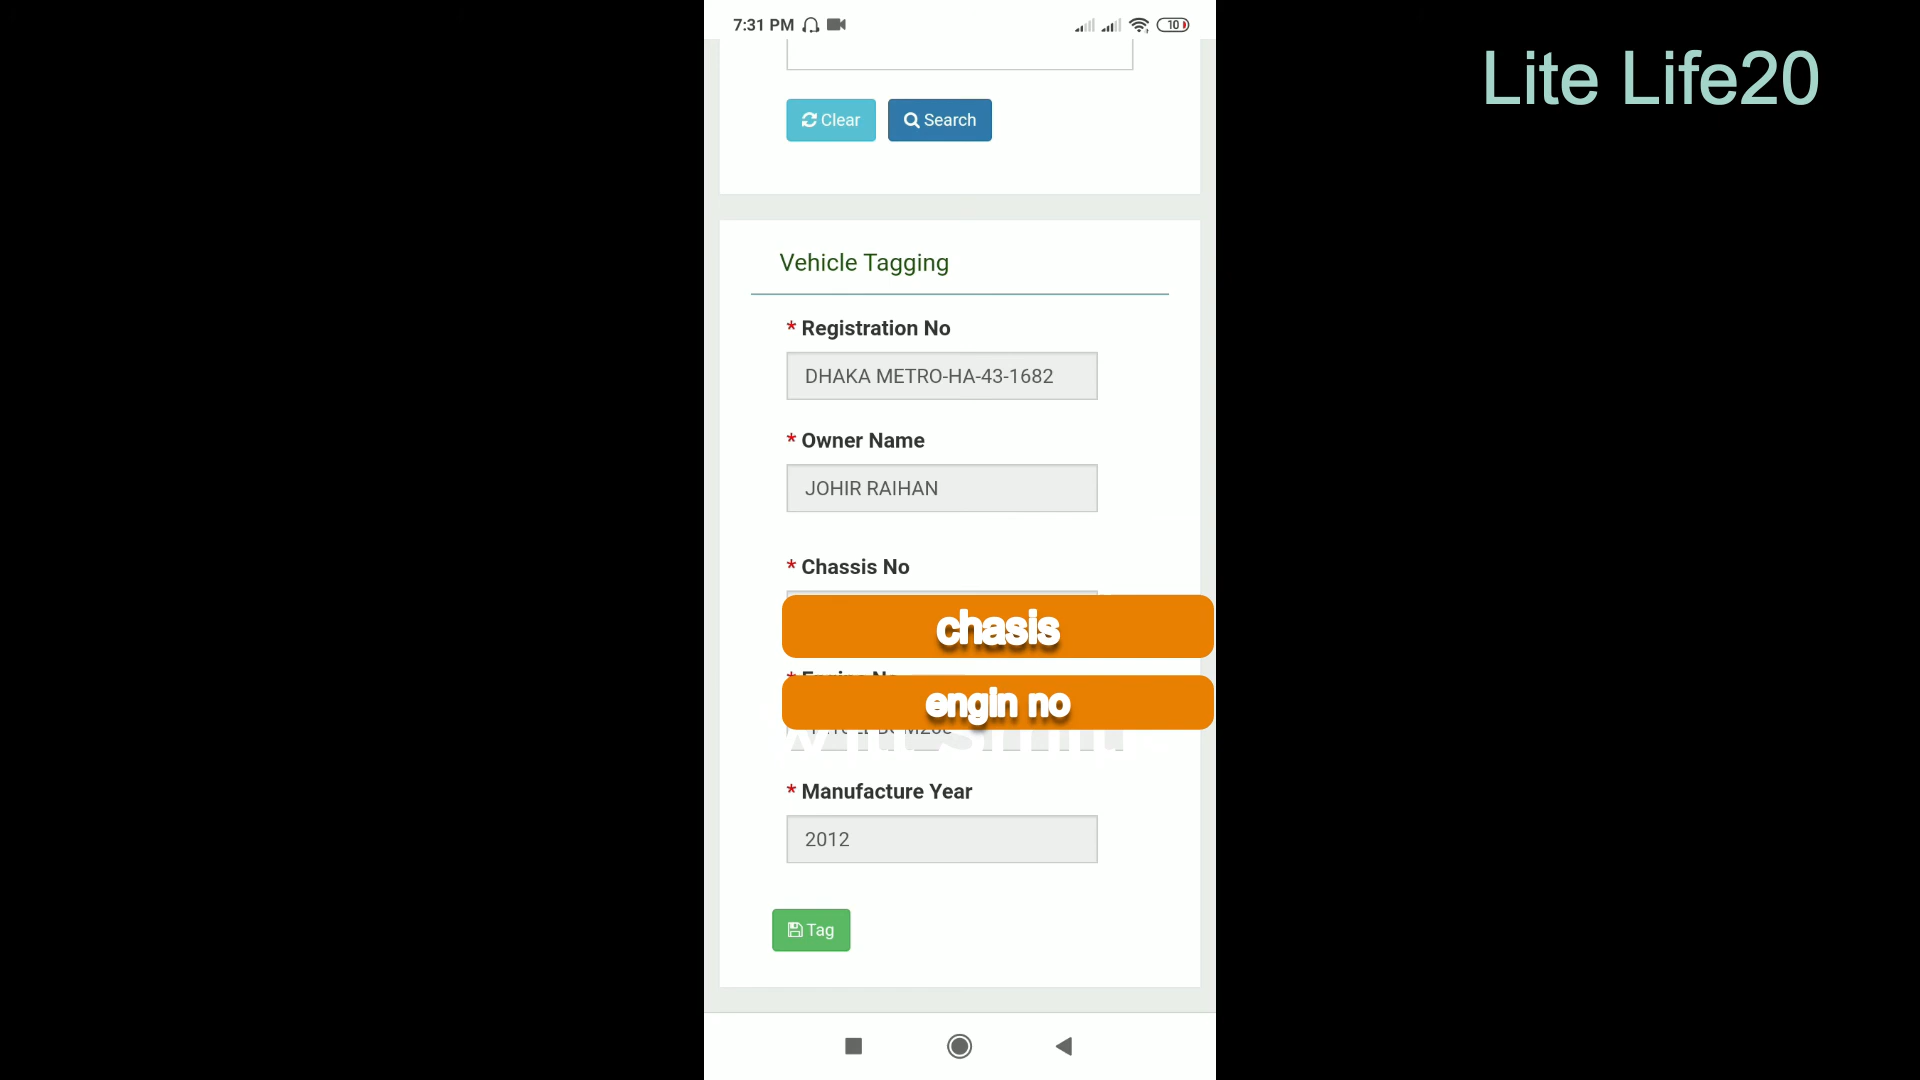 7:31 PM
10
Lite Life20
Clear
Search
Vehicle Tagging
* Registration No
DHAKA METRO-HA-43-1682
* Owner Name
JOHIR RAIHAN
* Chassis No
chasis
engin no
* Manufacture Year
2012
Tag